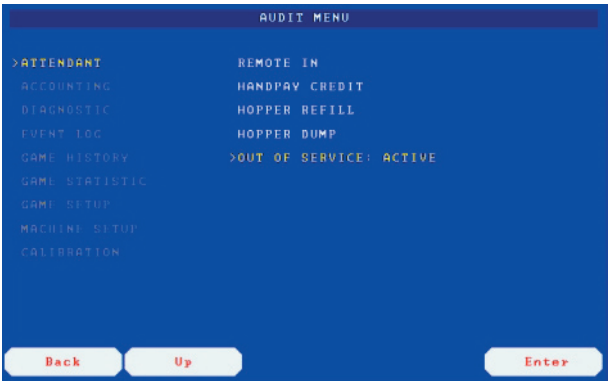 AUDIT MENU
>ATTENDANT
ACCOUNTING
DIAGNOSTIC
EVENT LOG
GAME HISTORY
GAME STATISTIC
GAME SETUP
MACHINE SETUP
CALIBRATION
REMOTE IN
HANDPAY CREDIT
HOPPER REFILL
HOPPER DUMP
>OUT OF SERVICE: ACTIVE
Back
Up
Enter